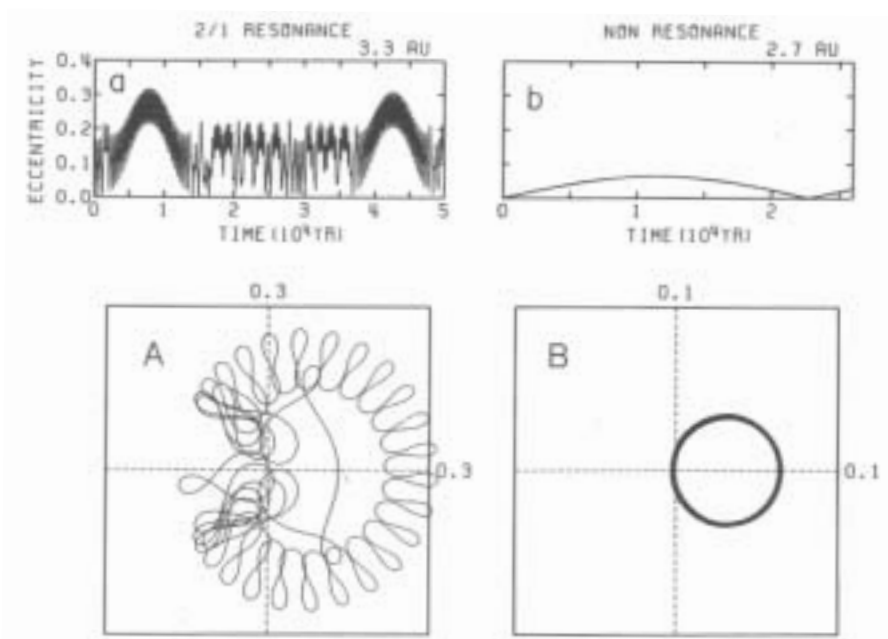 2/1 RESONANCE
3.3 AU
NON RESONANCE
2.7 AU
ECCENTRICITY
0.4
0.3
0.2
0.1
0.0
a
b
0 1 2 3 4 5
0 1 2
TIME(10⁴YR)
TIME(10⁴YR)
0.3
0.1
A
B
0.3
0.1